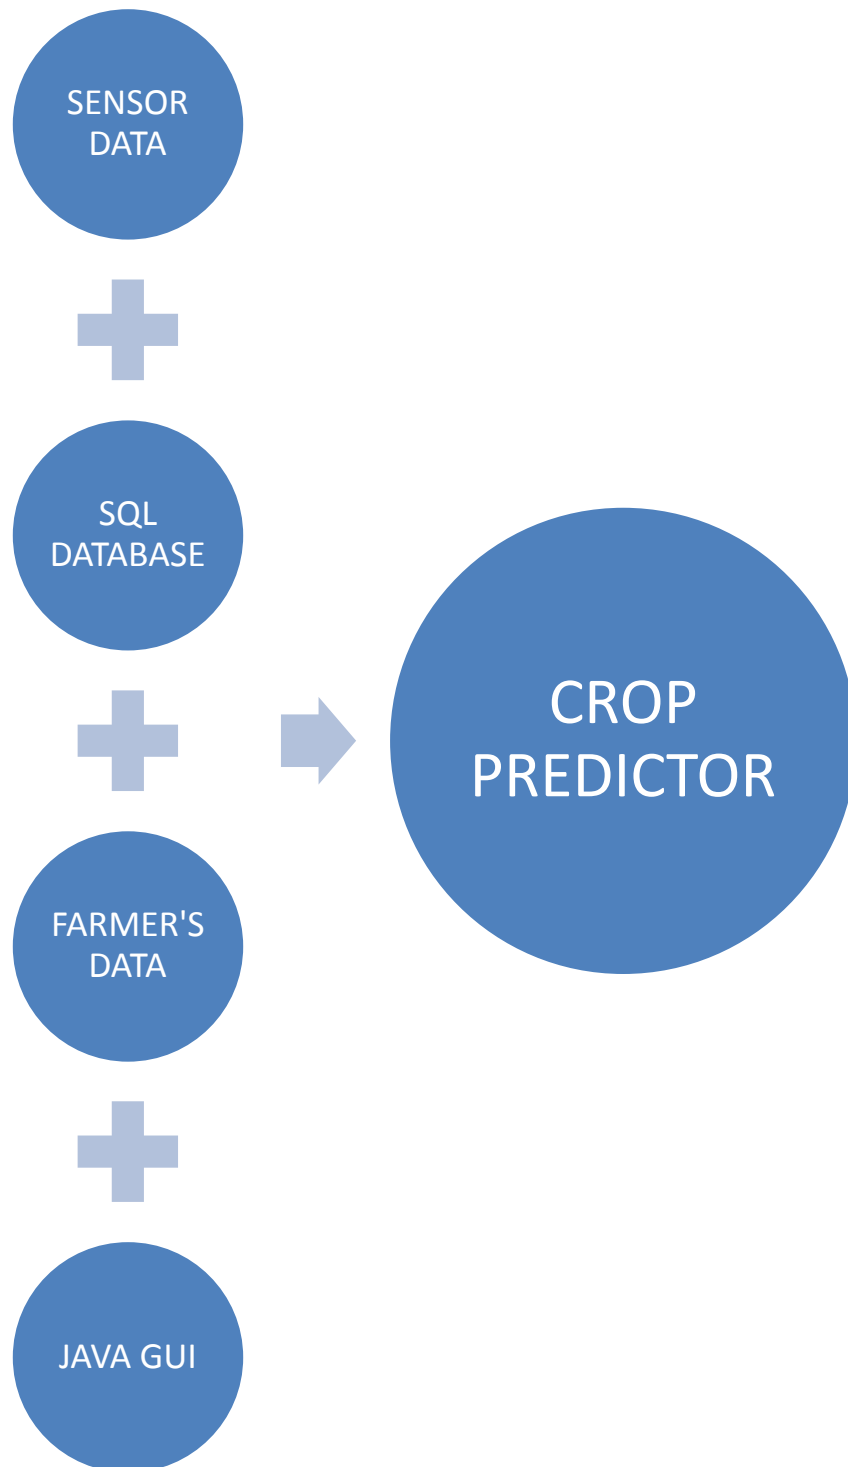 SENSOR
DATA
SQL
DATABASE
FARMER'S
DATA
JAVA GUI
CROP
PREDICTOR